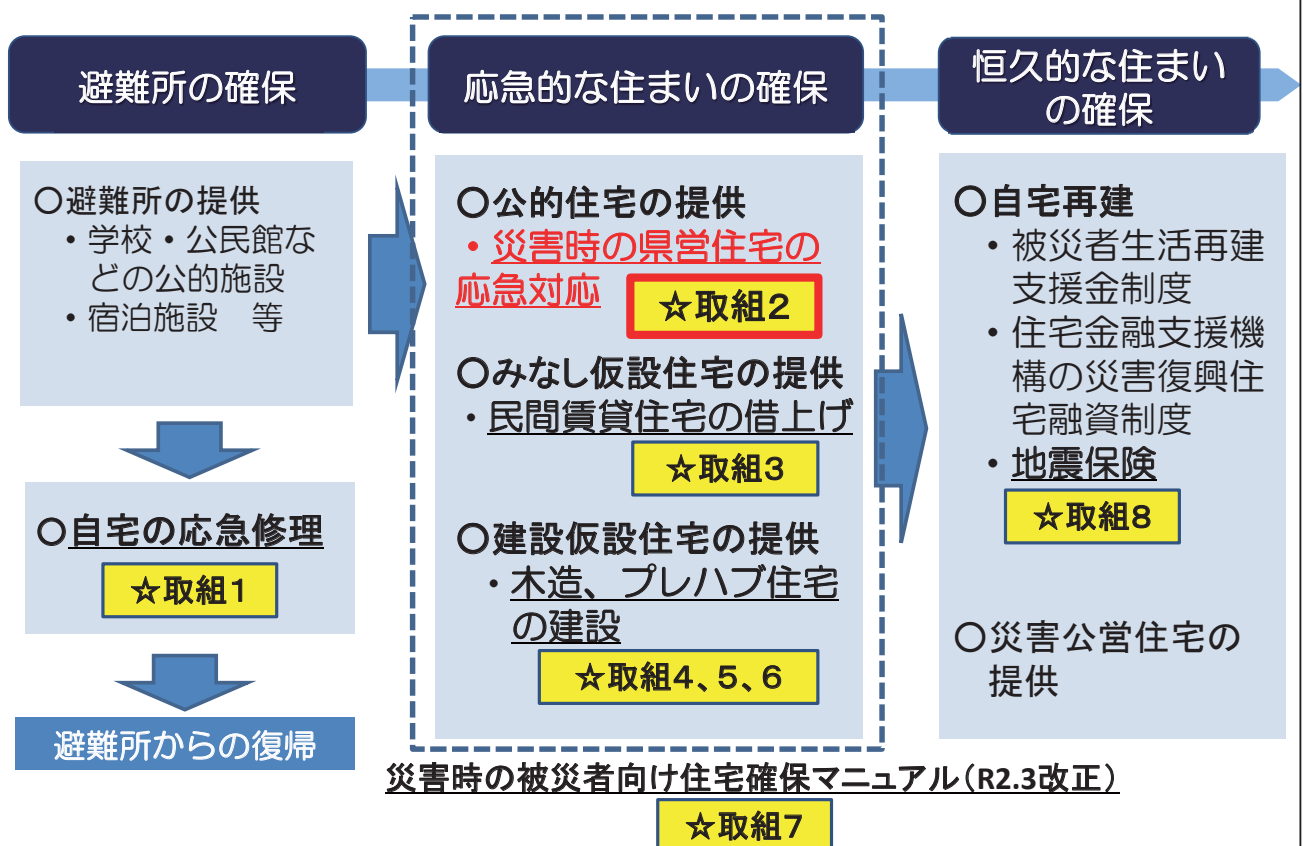 避難所の確保
〇避難所の提供
・学校・公民館な
どの公的施設
・宿泊施設　等
〇自宅の応急修理
☆取組１
避難所からの復帰
応急的な住まいの確保
〇公的住宅の提供
・災害時の県営住宅の
応急対応
☆取組２
〇みなし仮設住宅の提供
・民間賃貸住宅の借上げ
☆取組３
〇建設仮設住宅の提供
・木造、プレハブ住宅
の建設
☆取組４、５、６
恒久的な住まい
の確保
〇自宅再建
・被災者生活再建
支援金制度
・住宅金融支援機
構の災害復興住
宅融資制度
・地震保険
☆取組８
〇災害公営住宅の
提供
災害時の被災者向け住宅確保マニュアル（R2.3改正）
☆取組７